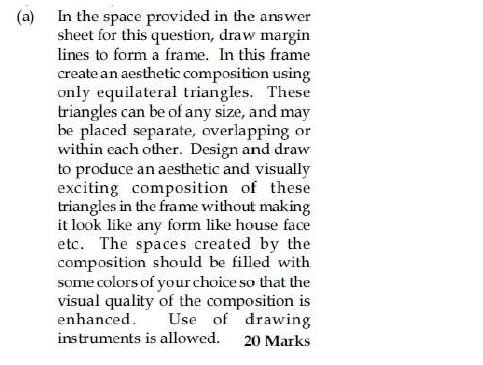 (a) In the space provided in the answer
sheet for this question, draw margin
lines to form a frame. In this frame
create an aesthetic composition using
only equilateral triangles. These
triangles can be of any size, and may
be placed separate, overlapping or
within each other. Design and draw
to produce an aesthetic and visually
exciting composition of these
triangles in the frame without making
it look like any form like house face
etc. The spaces created by the
composition should be filled with
some colors of your choice so that the
visual quality of the composition is
enhanced. Use of drawing
instruments is allowed. 20 Marks